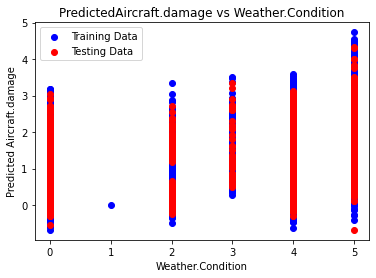 PredictedAircraft.damage vs Weather.Condition
Training Data
Testing Data
Predicted Aircraft.damage
5
4
3
2
1
0
0 1 2 3 4 5
Weather.Condition